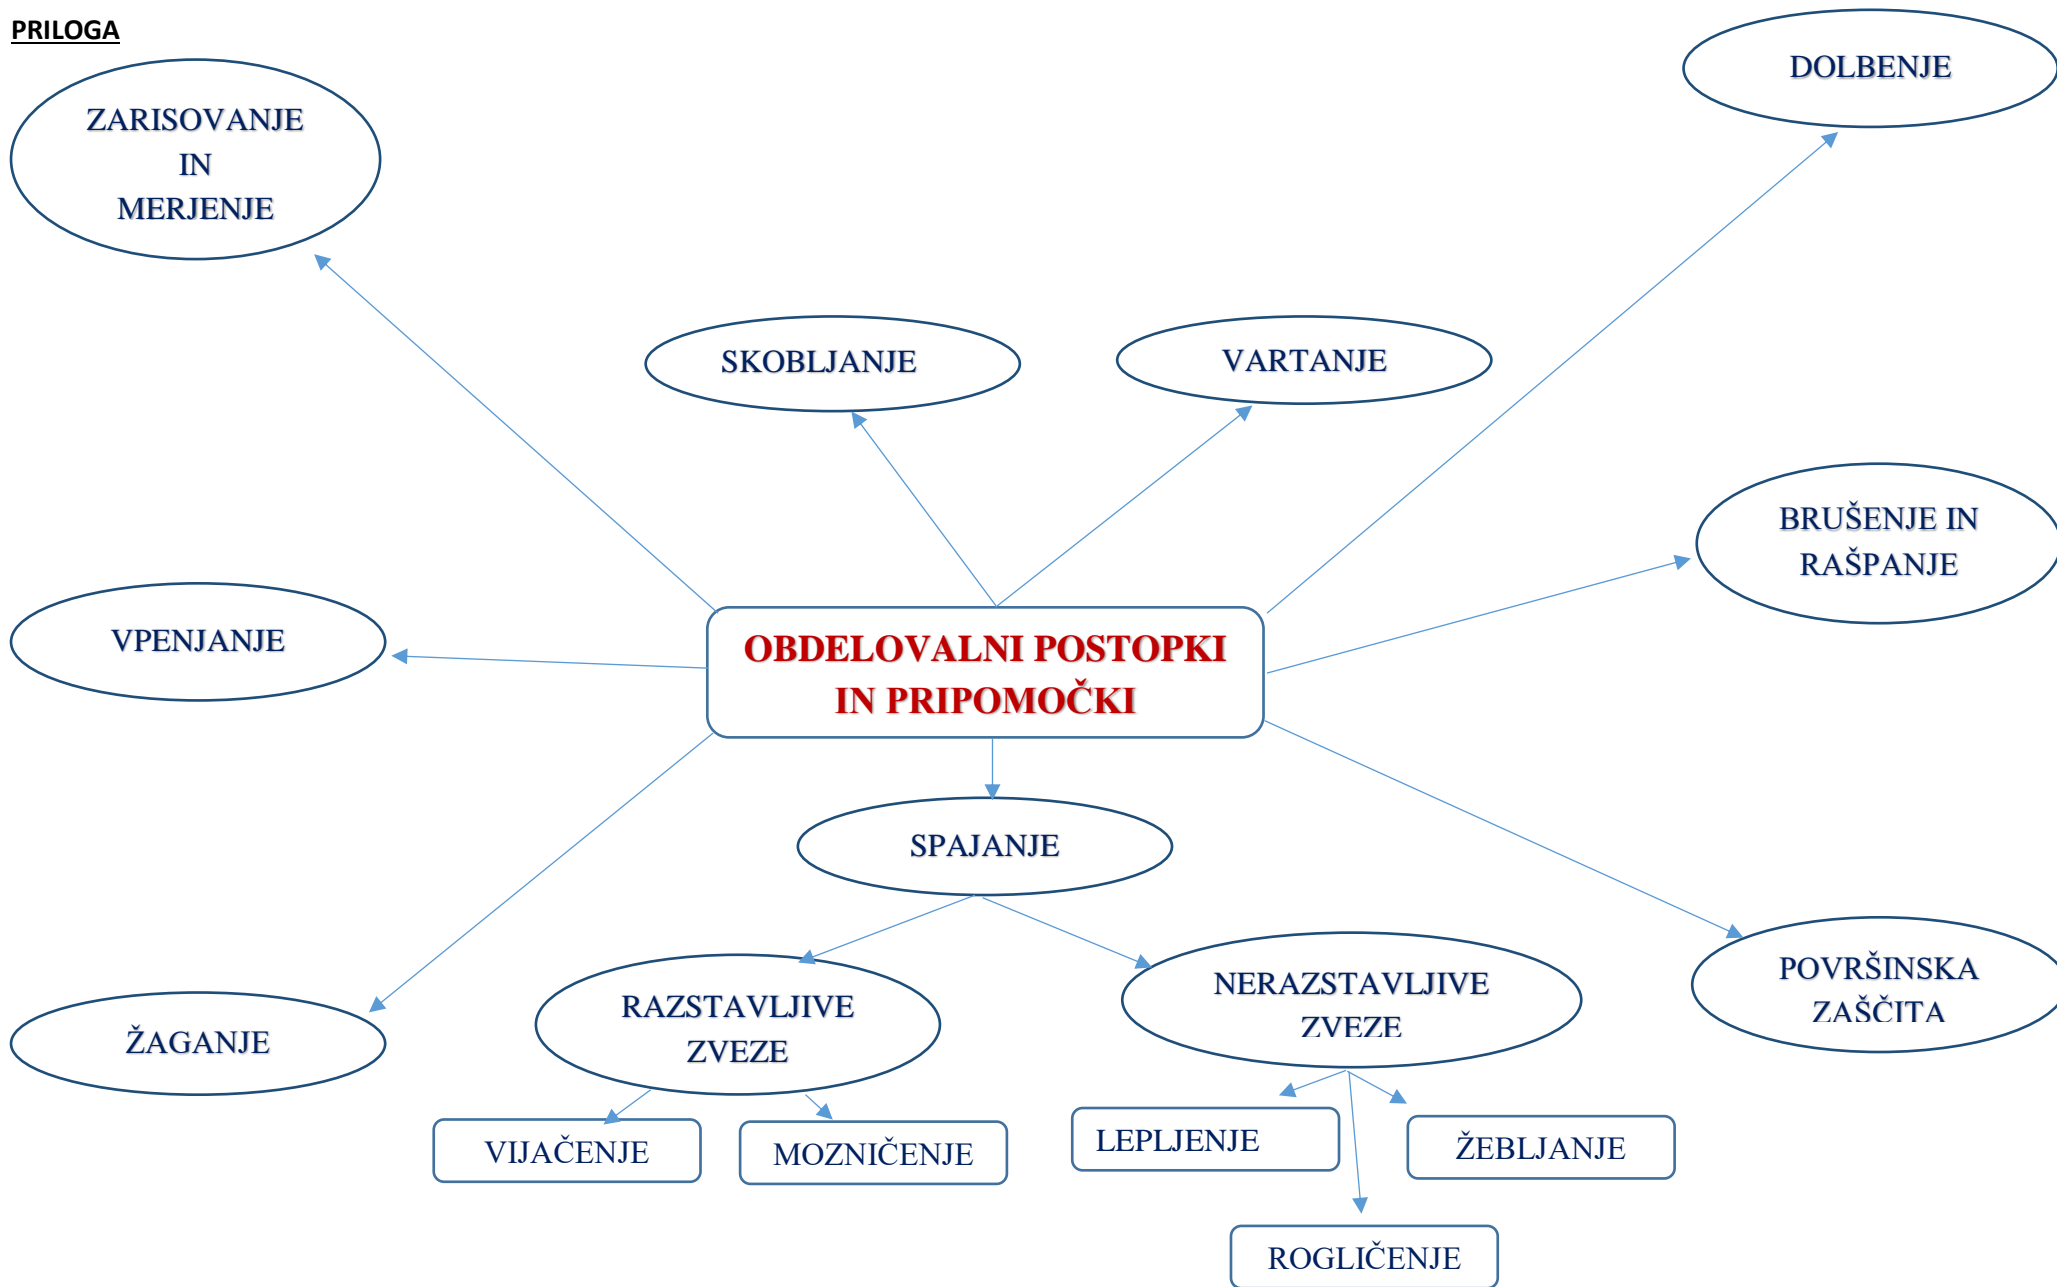 PRILOGA
ZARISOVANJE
IN
MERJENJE
DOLBENJE
SKOBLJANJE
VARTANJE
BRUŠENJE IN
RAŠPANJE
VPENJANJE
OBDELOVALNI POSTOPKI
IN PRIPOMOČKI
SPAJANJE
ŽAGANJE
RAZSTAVLJIVE
ZVEZE
NERAZSTAVLJIVE
ZVEZE
POVRŠINSKA
ZAŠČITA
VIJAČENJE
MOZNIČENJE
LEPLJENJE
ŽEBLJANJE
ROGLIČENJE